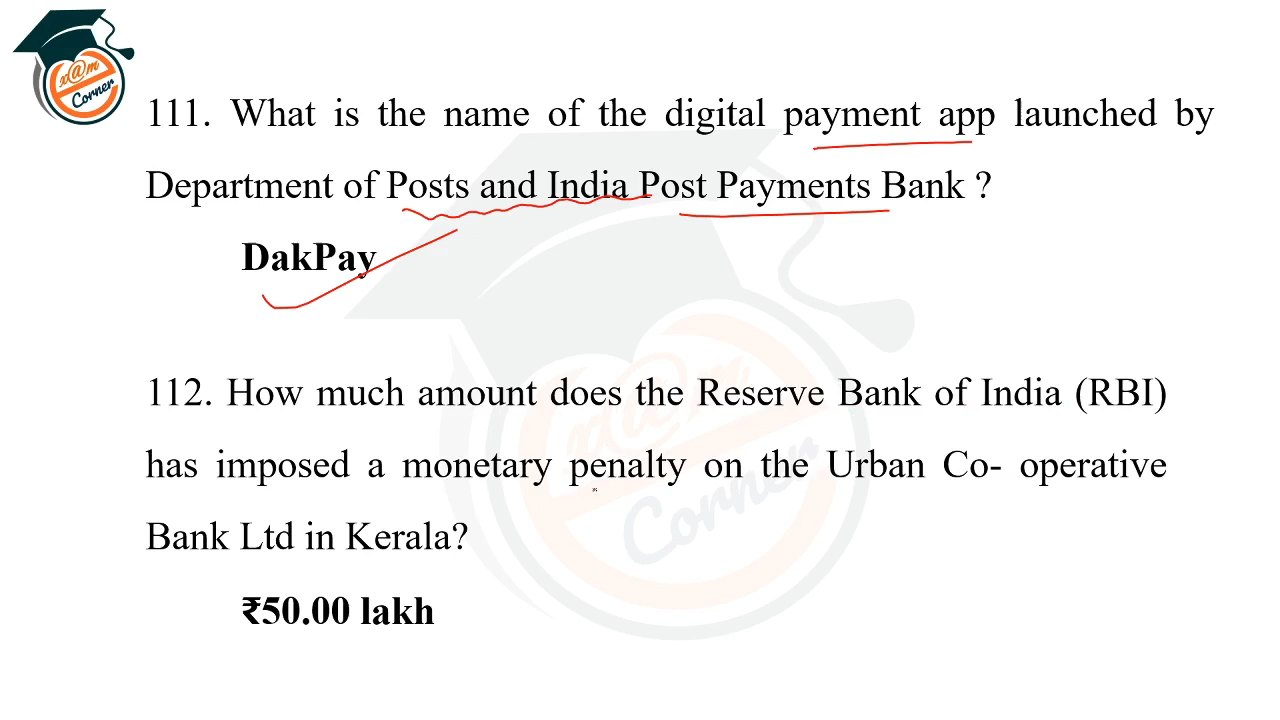 x@m
Corner
111. What is the name of the digital payment app launched by
Department of Posts and India Post Payments Bank ?
DakPay
112. How much amount does the Reserve Bank of India (RBI)
has imposed a monetary penalty on the Urban Co- operative
Bank Ltd in Kerala?
₹50.00 lakh
x@m
Corner